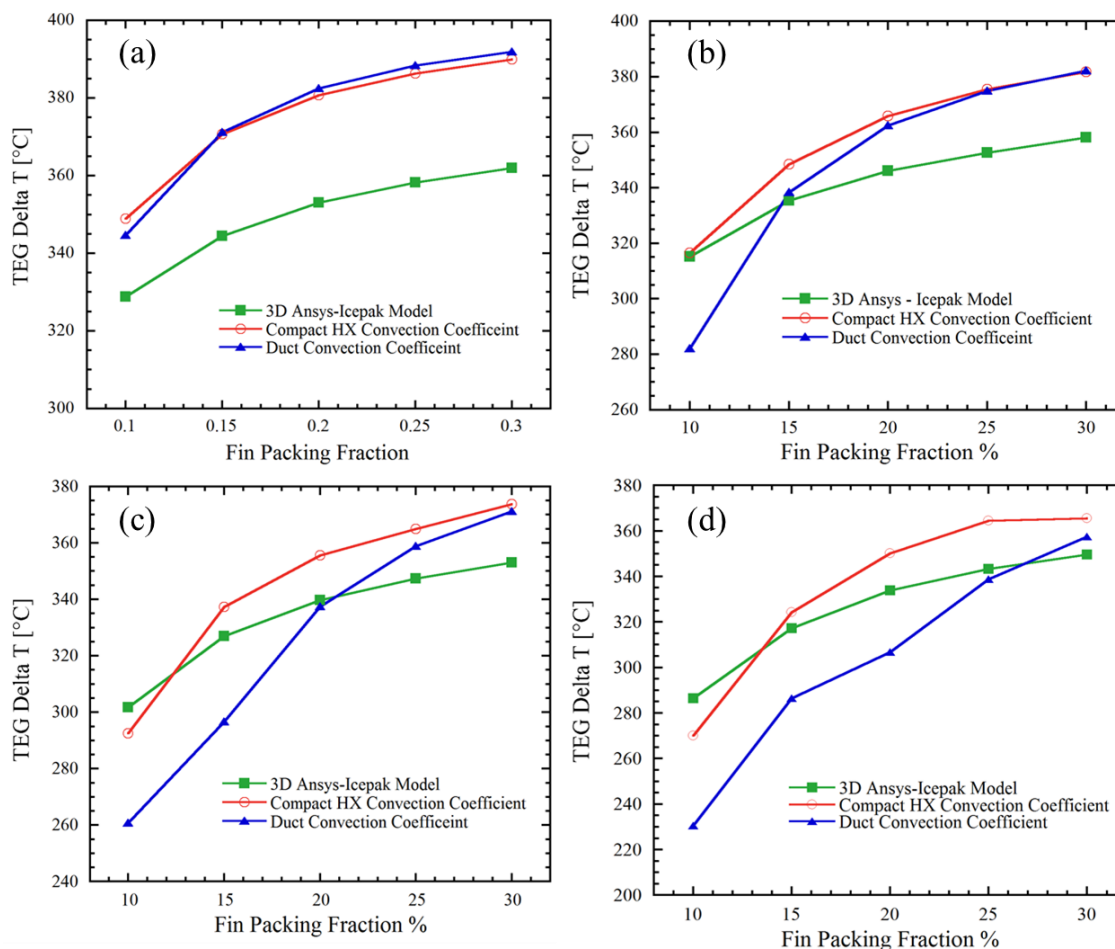 (a)
400
380
360
340
320
300
TEG Delta T [°C]
3D Ansys-Icepak Model
Compact HX Convection Coefficeint
Duct Convection Coefficeint
0.1 0.15 0.2 0.25 0.3
Fin Packing Fraction
(b)
400
380
360
340
320
300
280
260
TEG Delta T [°C]
3D Ansys - Icepak Model
Compact HX Convection Coefficient
Duct Convection Coefficeint
10 15 20 25 30
Fin Packing Fraction %
(c)
380
360
340
320
300
280
260
240
TEG Delta T [°C]
3D Ansys-Icepak Model
Compact HX Convection Coefficient
Duct Convection Coefficeint
10 15 20 25 30
Fin Packing Fraction %
(d)
380
360
340
320
300
280
260
240
220
200
TEG Delta T [°C]
3D Ansys-Icepak Model
Compact HX Convection Coefficient
Duct Convection Coefficient
10 15 20 25 30
Fin Packing Fraction %